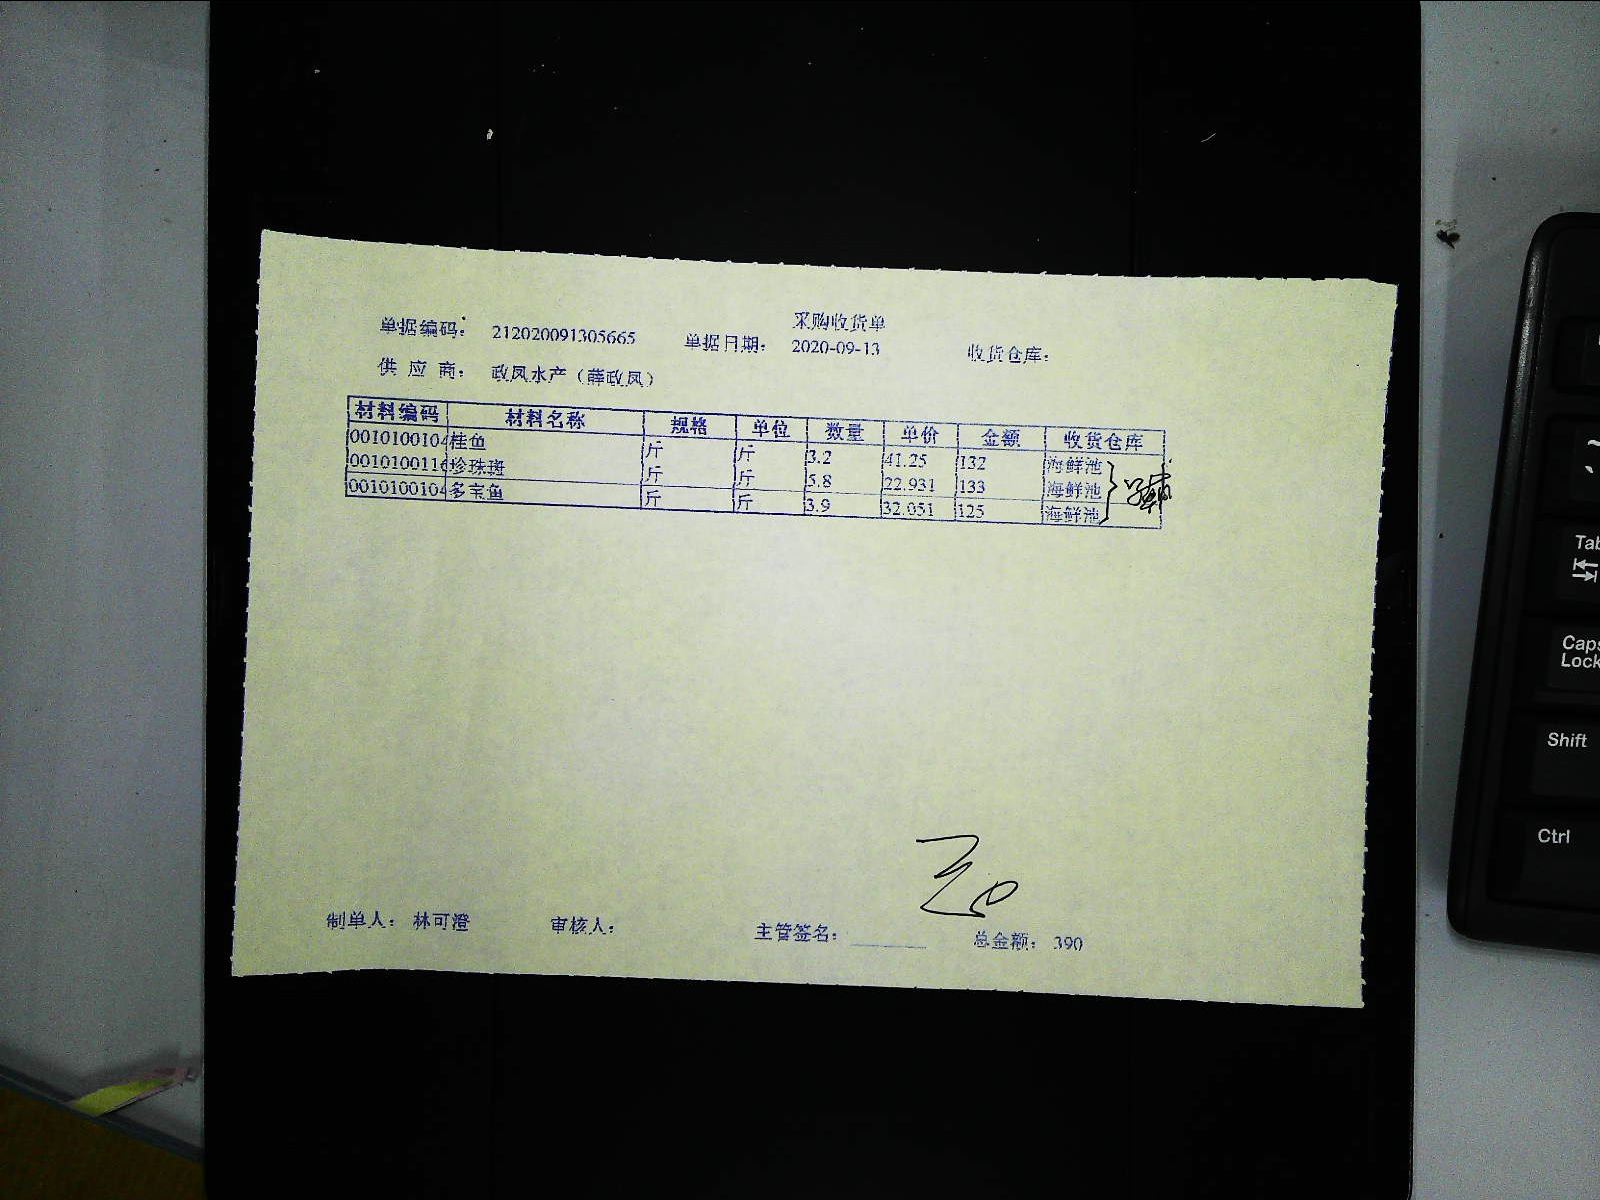 采购收货单
单据编码： 212020091305665 单据日期： 2020-09-13 收货仓库：
供 应 商： 政凤水产（薛政凤）
材料编码 材料名称 规格 单位 数量 单价 金额 收货仓库
0010100104 桂鱼 斤 斤 3.2 41.25 132 海鲜池
0010100116 珍珠斑 斤 斤 5.8 22.931 133 海鲜池
0010100104 多宝鱼 斤 斤 3.9 32.051 125 海鲜池
制单人： 林可澄 审核人： 主管签名： 总金额： 390
Tab
Caps
Lock
Shift
Ctrl